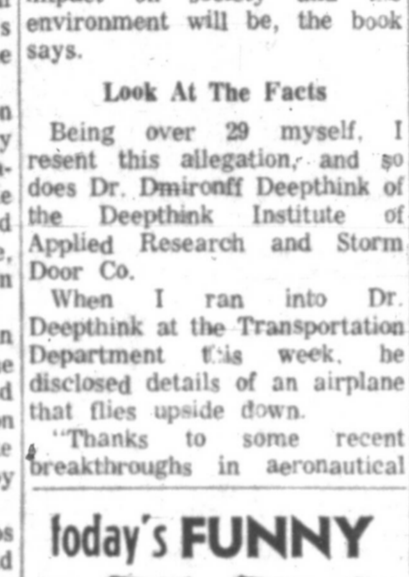 environment will be, the book
says.
Look At The Facts
Being over 29 myself, I
resent this allegation, and so
does Dr. Dmironff Deepthink of
the Deepthink Institute of
Applied Research and Storm
Door Co.
When I ran into Dr.
Deepthink at the Transportation
Department this week, he
disclosed details of an airplane
that flies upside down.
"Thanks to some recent
breakthroughs in aeronautical
today's FUNNY